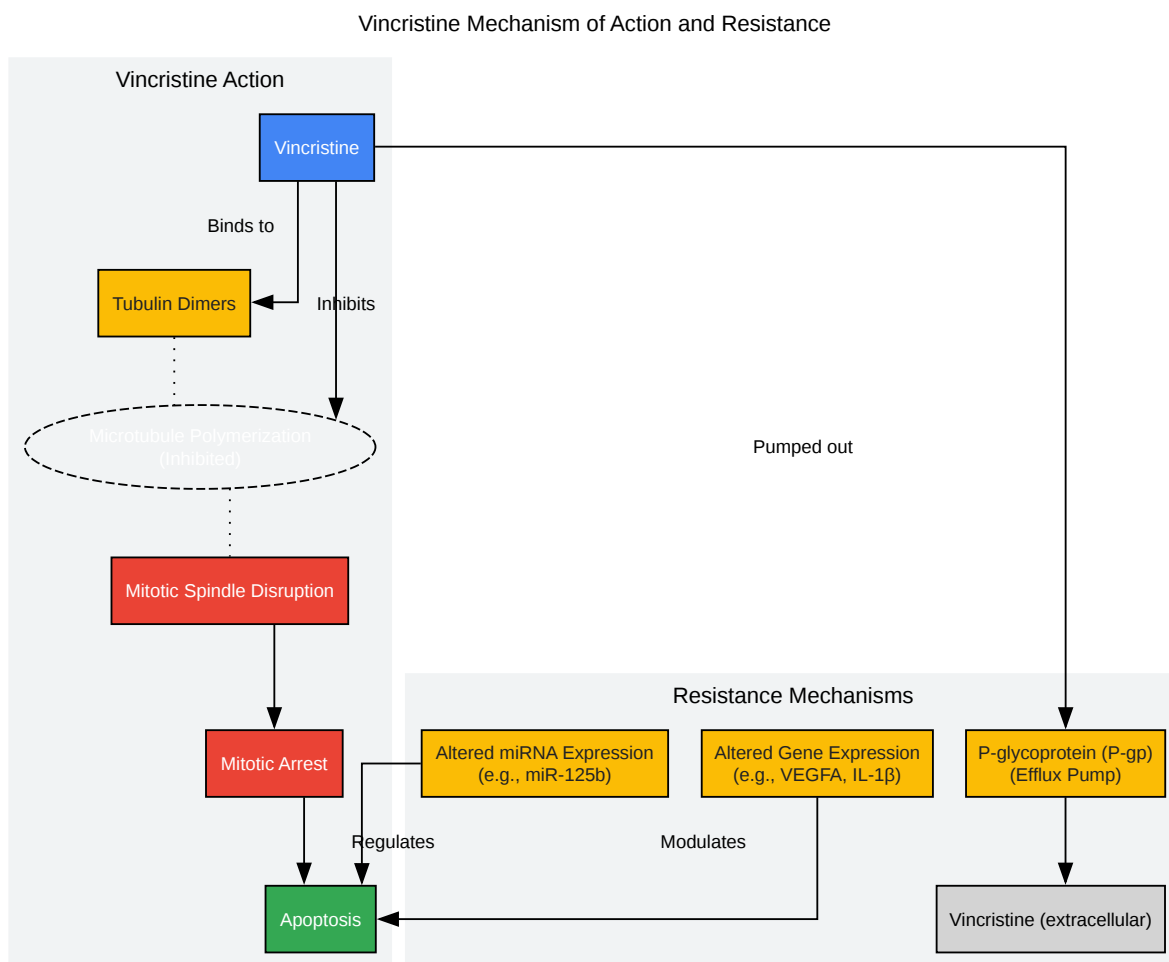 Vincristine Mechanism of Action and Resistance
Vincristine Action
Vincristine
Binds to
Tubulin Dimers
Inhibits
Microtubule Polymerization
(Inhibited)
Pumped out
Mitotic Spindle Disruption
Resistance Mechanisms
Mitotic Arrest
Altered miRNA Expression
(e.g., miR-125b)
Altered Gene Expression
(e.g., VEGFA, IL-1β)
P-glycoprotein (P-gp)
(Efflux Pump)
Regulates
Modulates
Apoptosis
Vincristine (extracellular)